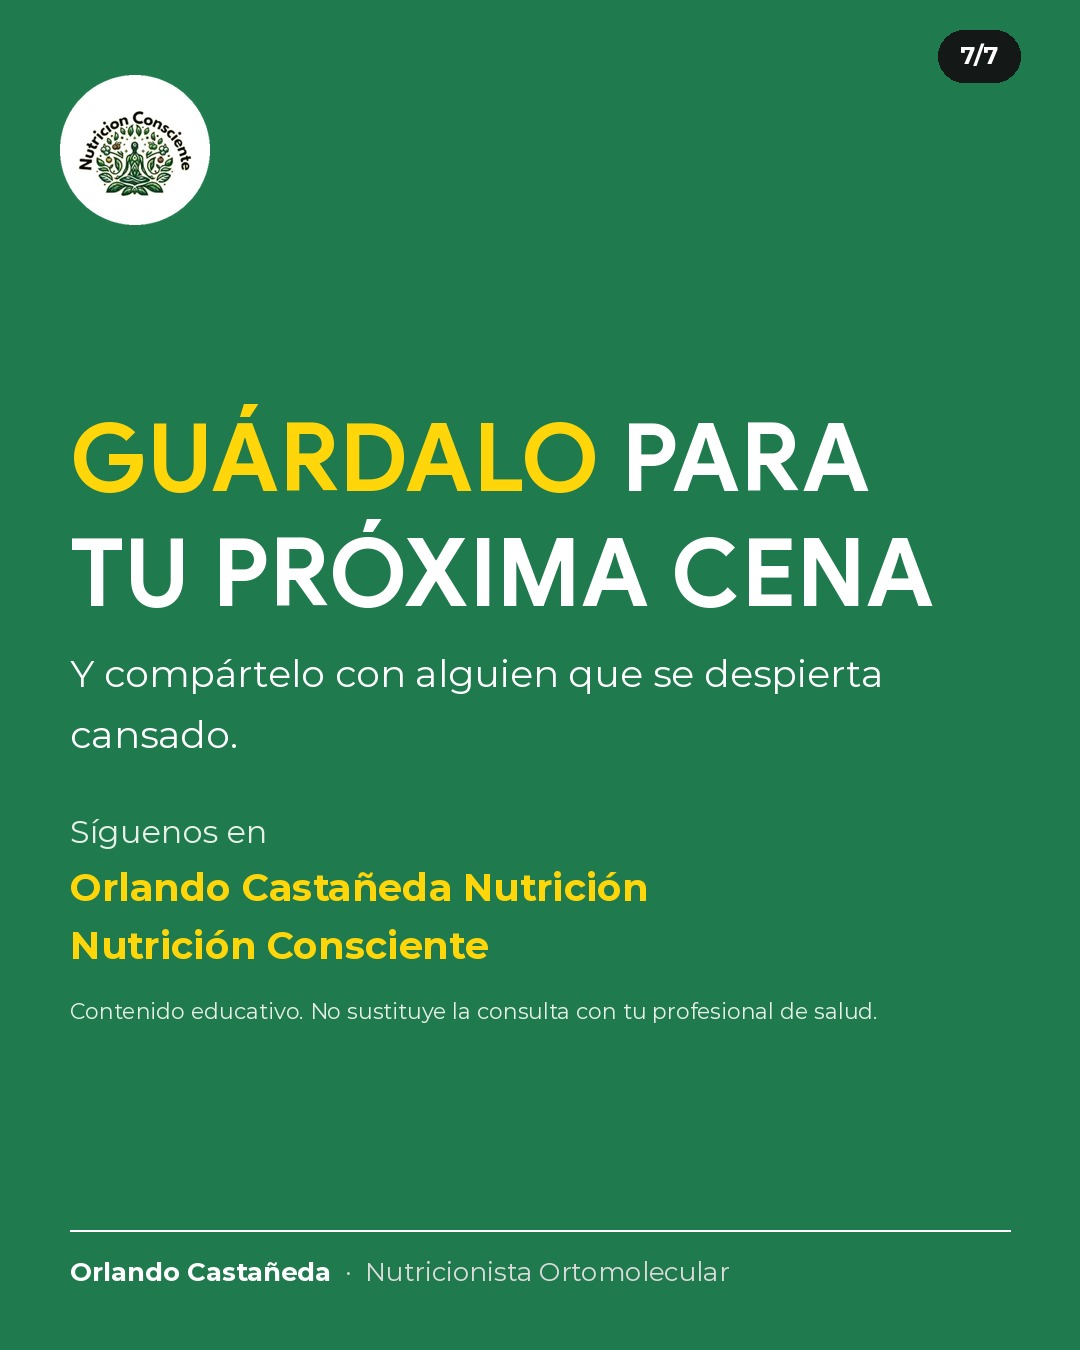 7/7
Nutricion Consciente
GUÁRDALO PARA
TU PRÓXIMA CENA
Y compártelo con alguien que se despierta
cansado.
Síguenos en
Orlando Castañeda Nutrición
Nutrición Consciente
Contenido educativo. No sustituye la consulta con tu profesional de salud.
Orlando Castañeda · Nutricionista Ortomolecular